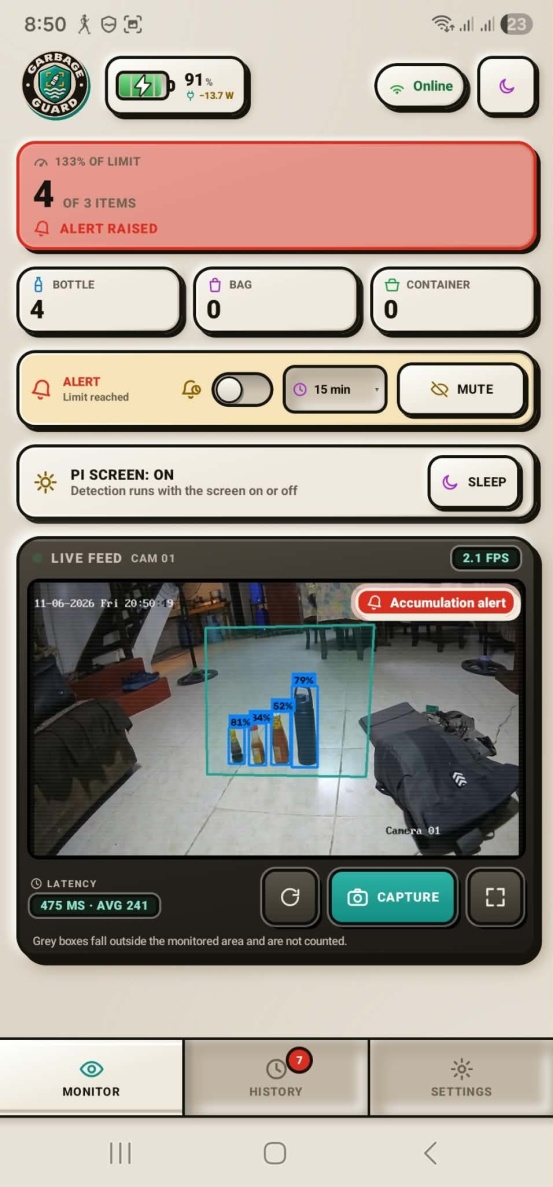 8:50
23
GARBAGE
GUARD
91%
~13.7 W
Online
133% OF LIMIT
4 OF 3 ITEMS
ALERT RAISED
BOTTLE
4
BAG
0
CONTAINER
0
ALERT
Limit reached
15 min
MUTE
PI SCREEN: ON
Detection runs with the screen on or off
SLEEP
LIVE FEED CAM 01
2.1 FPS
11-06-2026 Fri 20:50 9
Accumulation alert
79%
52%
34%
81%
Camera 01
LATENCY
475 MS · AVG 241
CAPTURE
Grey boxes fall outside the monitored area and are not counted.
MONITOR
7
HISTORY
SETTINGS